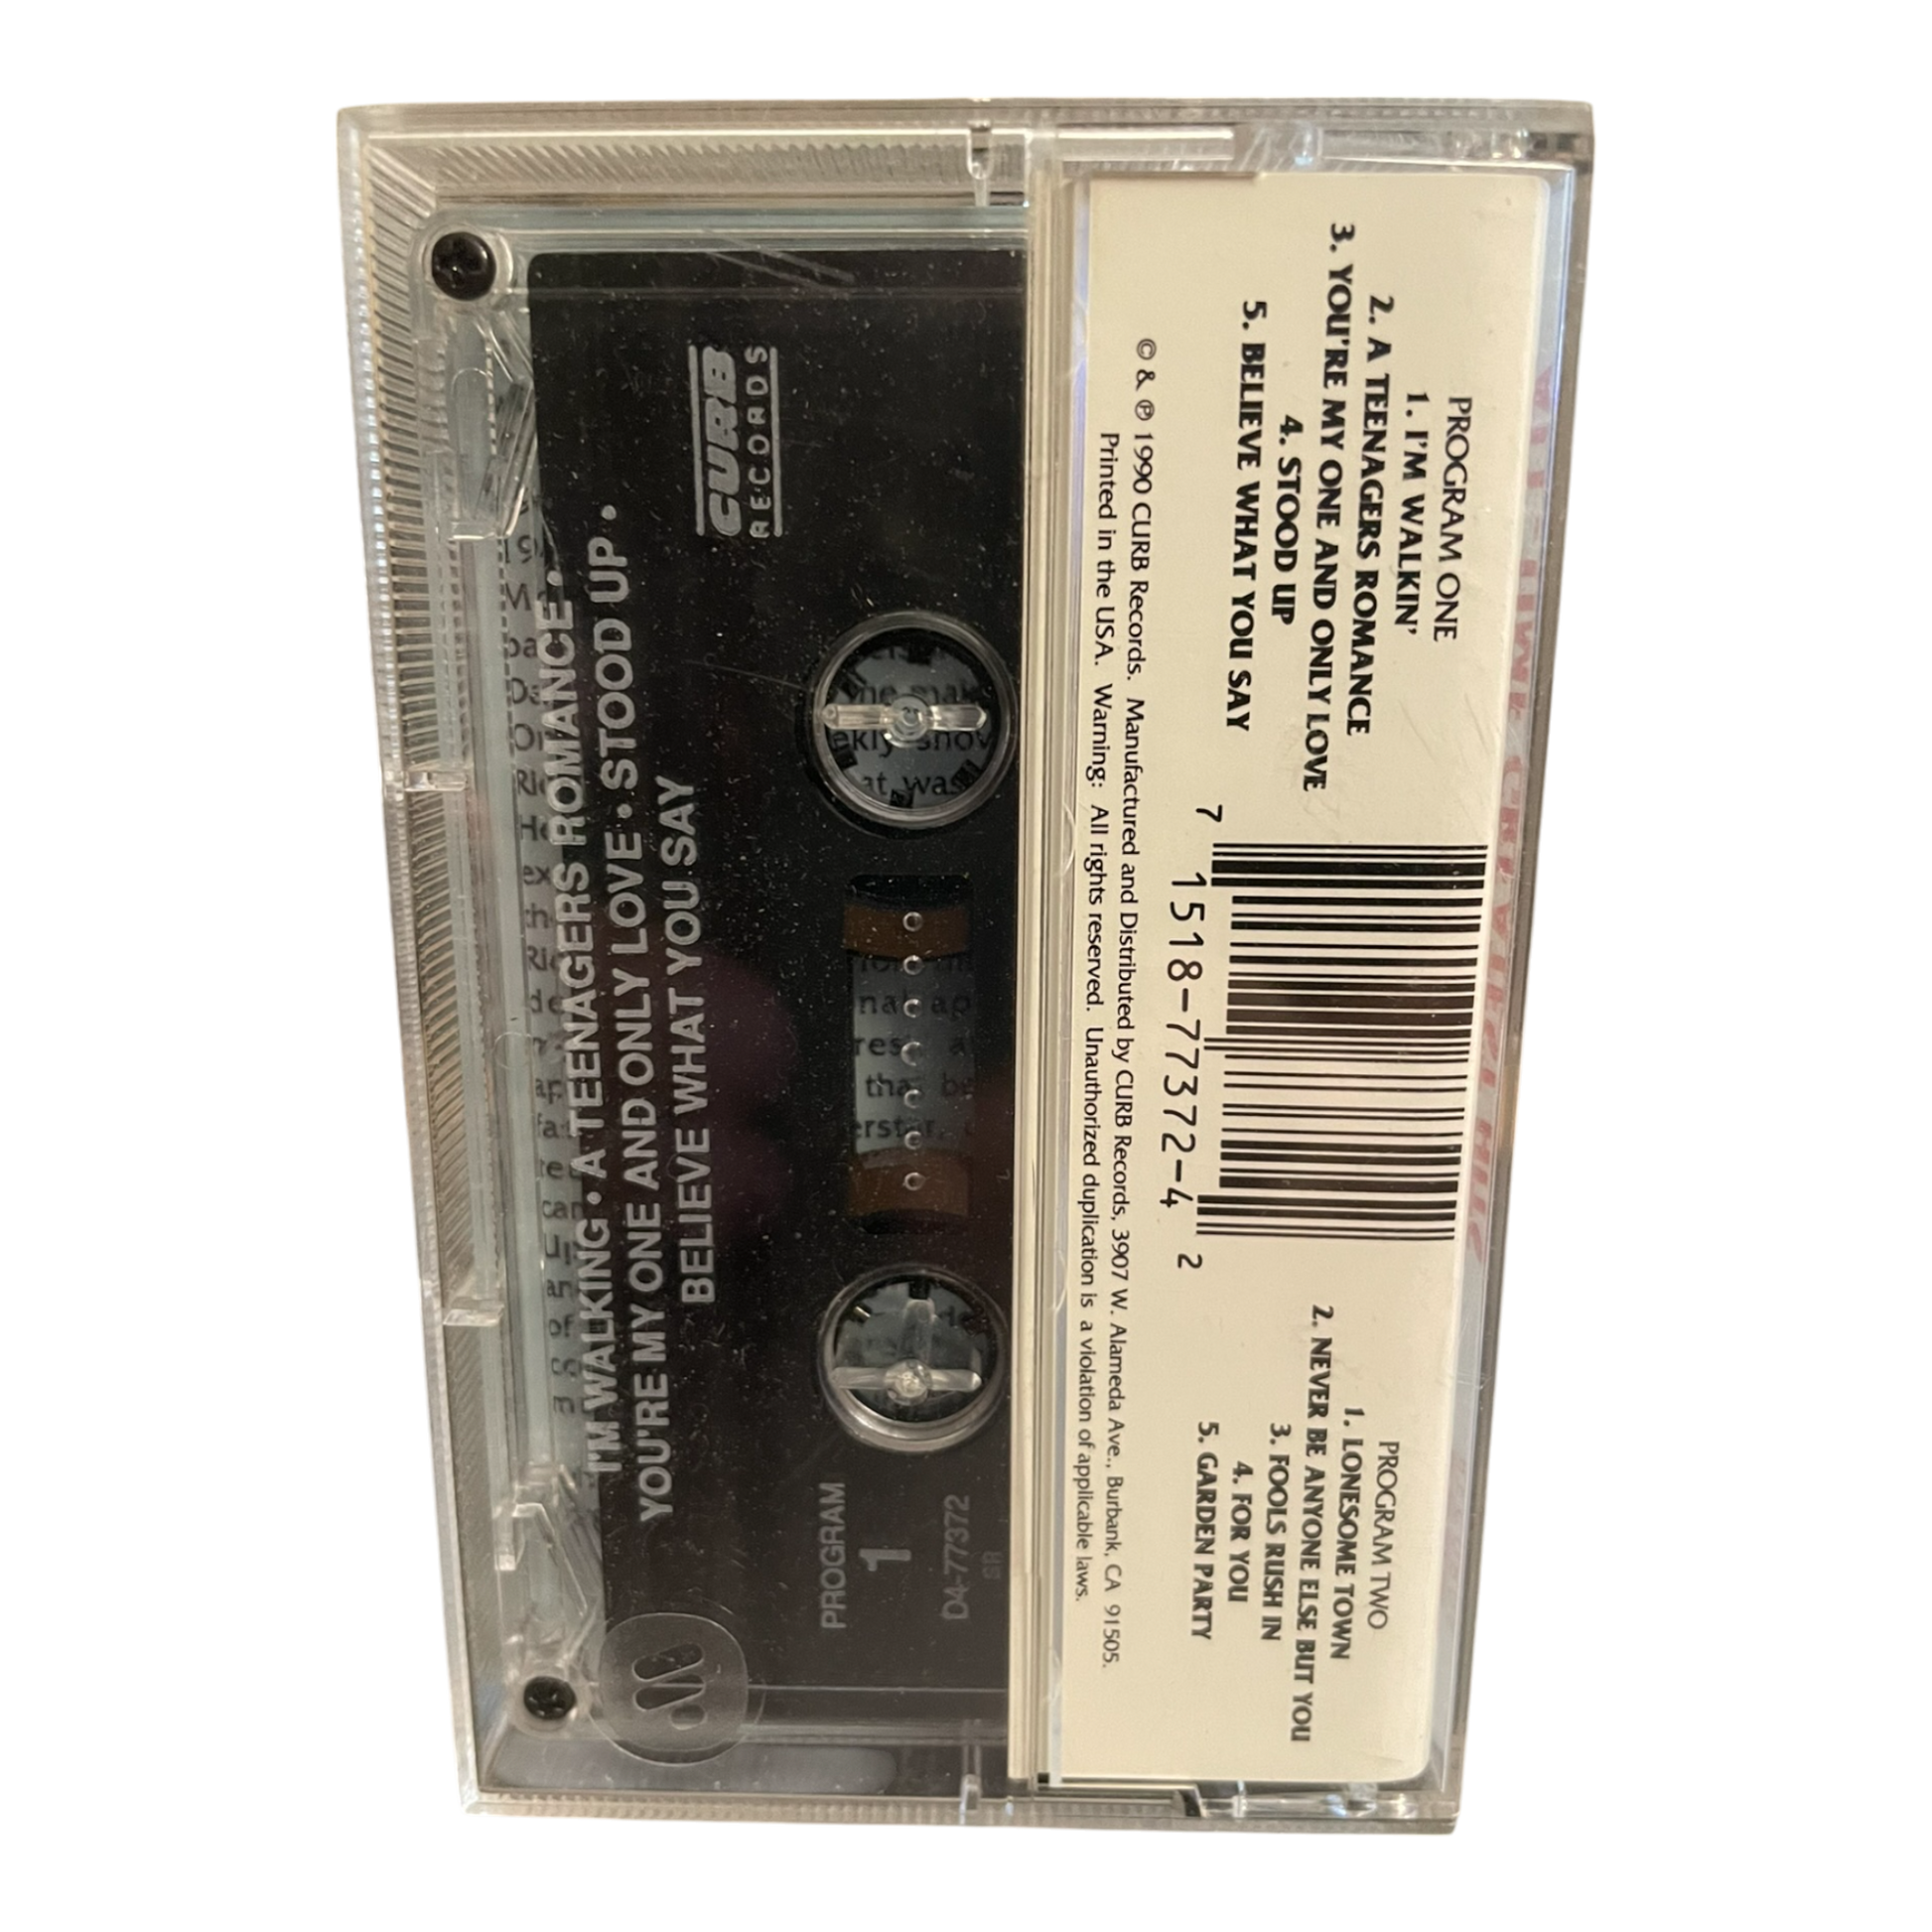 PROGRAM ONE
1. I'M WALKIN'
2. A TEENAGERS ROMANCE
3. YOU'RE MY ONE AND ONLY LOVE
4. STOOD UP
5. BELIEVE WHAT YOU SAY
7 1518-77372-4 2
PROGRAM TWO
1. LONESOME TOWN
2. NEVER BE ANYONE ELSE BUT YOU
3. FOOLS RUSH IN
4. FOR YOU
5. GARDEN PARTY
© & ℗ 1990 CURB Records. Manufactured and Distributed by CURB Records, 3907 W. Alameda Ave., Burbank, CA 91505.
Printed in the USA. Warning: All rights reserved. Unauthorized duplication is a violation of applicable laws.
I'M WALKING • A TEENAGERS ROMANCE •
YOU'RE MY ONE AND ONLY LOVE • STOOD UP •
BELIEVE WHAT YOU SAY
CURB
RECORDS
PROGRAM
1
D4-77372
SR